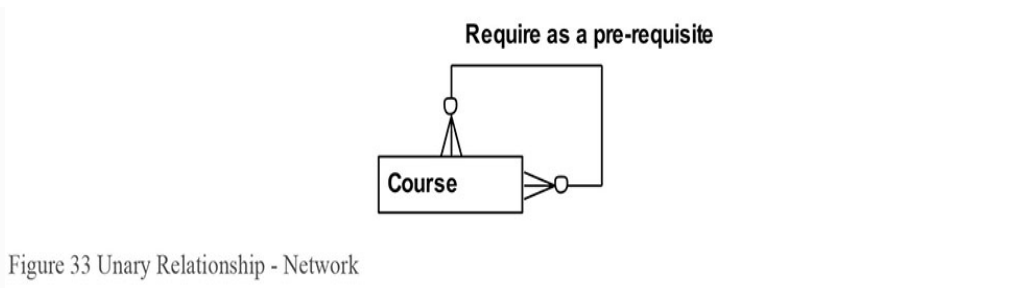 Require as a pre-requisite
Course
Figure 33 Unary Relationship - Network